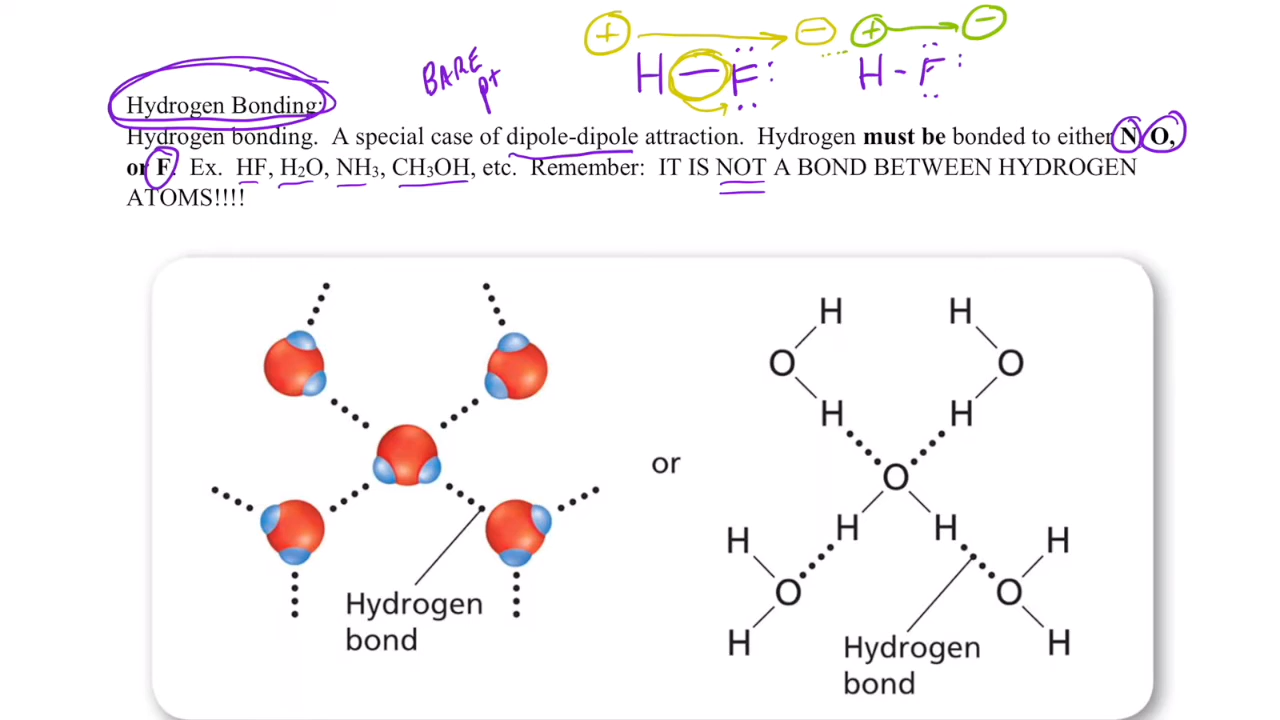 ⊕ → ⊖ ⊕ → ⊖
BARE
p+
H – F H - F
Hydrogen Bonding:
Hydrogen bonding. A special case of dipole-dipole attraction. Hydrogen must be bonded to either N, O,
or F. Ex. HF, H₂O, NH₃, CH₃OH, etc. Remember: IT IS NOT A BOND BETWEEN HYDROGEN
ATOMS!!!!
H H
O O
H H
or
O
H H
H H
O O
H H
Hydrogen
bond
Hydrogen
bond